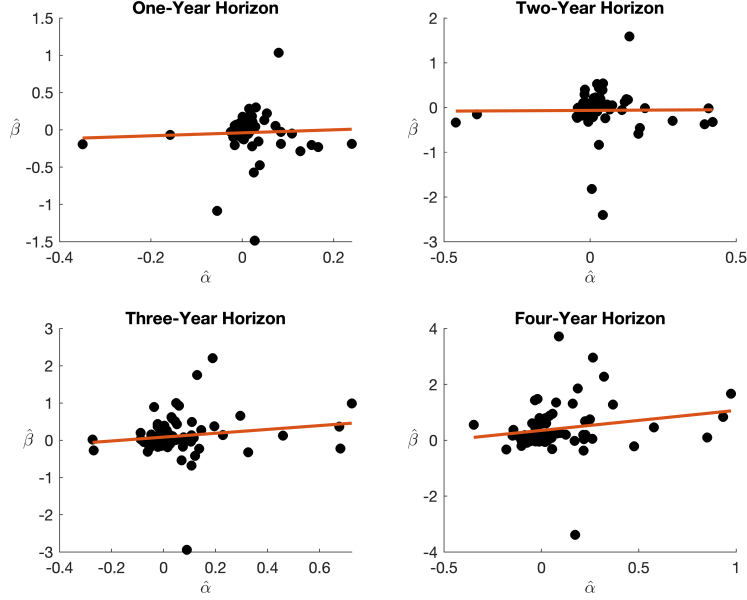 One-Year Horizon
1.5
1
0.5
0
-0.5
-1
-1.5
β̂
-0.4 -0.2 0 0.2
α̂
Two-Year Horizon
2
1
0
-1
-2
-3
β̂
-0.5 0 0.5
α̂
Three-Year Horizon
3
2
1
0
-1
-2
-3
β̂
-0.4 -0.2 0 0.2 0.4 0.6
α̂
Four-Year Horizon
4
2
0
-2
-4
β̂
-0.5 0 0.5 1
α̂